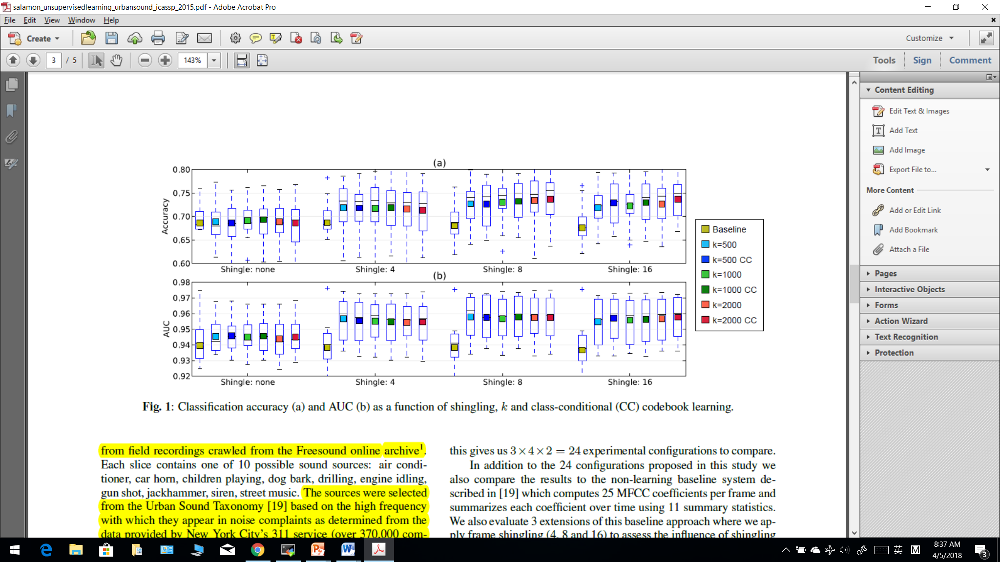 salamon_unsupervisedlearning_urbansound_icassp_2015.pdf - Adobe Acrobat Pro
File Edit View Window Help
Create
Customize
3 / 5
143%
Tools Sign Comment
Content Editing
Edit Text & Images
Add Text
Add Image
Export File to...
More Content
Add or Edit Link
Add Bookmark
Attach a File
Pages
Interactive Objects
Forms
Action Wizard
Text Recognition
Protection
(a)
Accuracy
0.80
0.75
0.70
0.65
0.60
Shingle: none Shingle: 4 Shingle: 8 Shingle: 16
(b)
AUC
0.98
0.97
0.96
0.95
0.94
0.93
0.92
Shingle: none Shingle: 4 Shingle: 8 Shingle: 16
Baseline
k=500
k=500 CC
k=1000
k=1000 CC
k=2000
k=2000 CC
Fig. 1: Classification accuracy (a) and AUC (b) as a function of shingling, k and class-conditional (CC) codebook learning.
from field recordings crawled from the Freesound online archive¹.
Each slice contains one of 10 possible sound sources: air condi-
tioner, car horn, children playing, dog bark, drilling, engine idling,
gun shot, jackhammer, siren, street music. The sources were selected
from the Urban Sound Taxonomy [19] based on the high frequency
with which they appear in noise complaints as determined from the
data provided by New York City's 311 service (over 370,000 com-
this gives us 3 × 4 × 2 = 24 experimental configurations to compare.
In addition to the 24 configurations proposed in this study we
also compare the results to the non-learning baseline system de-
scribed in [19] which computes 25 MFCC coefficients per frame and
summarizes each coefficient over time using 11 summary statistics.
We also evaluate 3 extensions of this baseline approach where we ap-
ply frame shingling (4, 8 and 16) to assess the influence of shingling
英 M
8:37 AM
4/5/2018
3